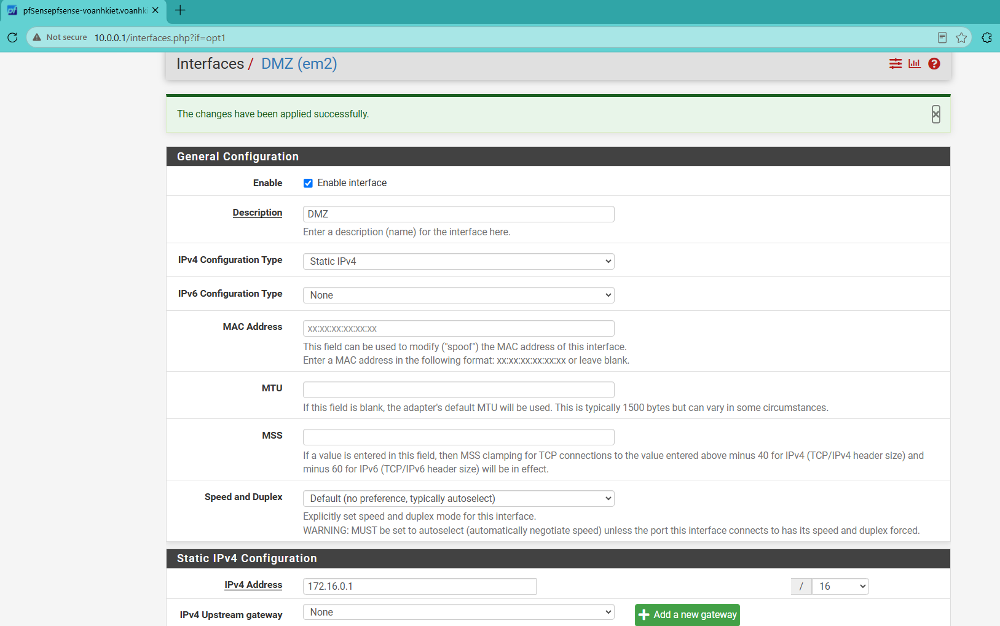 pfSensepfsense-voanhkiet.voanhki
Not secure 10.0.0.1/interfaces.php?if=opt1
Interfaces / DMZ (em2)
The changes have been applied successfully.
General Configuration
Enable Enable interface
Description DMZ
Enter a description (name) for the interface here.
IPv4 Configuration Type Static IPv4
IPv6 Configuration Type None
MAC Address xx:xx:xx:xx:xx:xx
This field can be used to modify ("spoof") the MAC address of this interface.
Enter a MAC address in the following format: xx:xx:xx:xx:xx:xx or leave blank.
MTU
If this field is blank, the adapter's default MTU will be used. This is typically 1500 bytes but can vary in some circumstances.
MSS
If a value is entered in this field, then MSS clamping for TCP connections to the value entered above minus 40 for IPv4 (TCP/IPv4 header size) and
minus 60 for IPv6 (TCP/IPv6 header size) will be in effect.
Speed and Duplex Default (no preference, typically autoselect)
Explicitly set speed and duplex mode for this interface.
WARNING: MUST be set to autoselect (automatically negotiate speed) unless the port this interface connects to has its speed and duplex forced.
Static IPv4 Configuration
IPv4 Address 172.16.0.1 / 16
IPv4 Upstream gateway None Add a new gateway